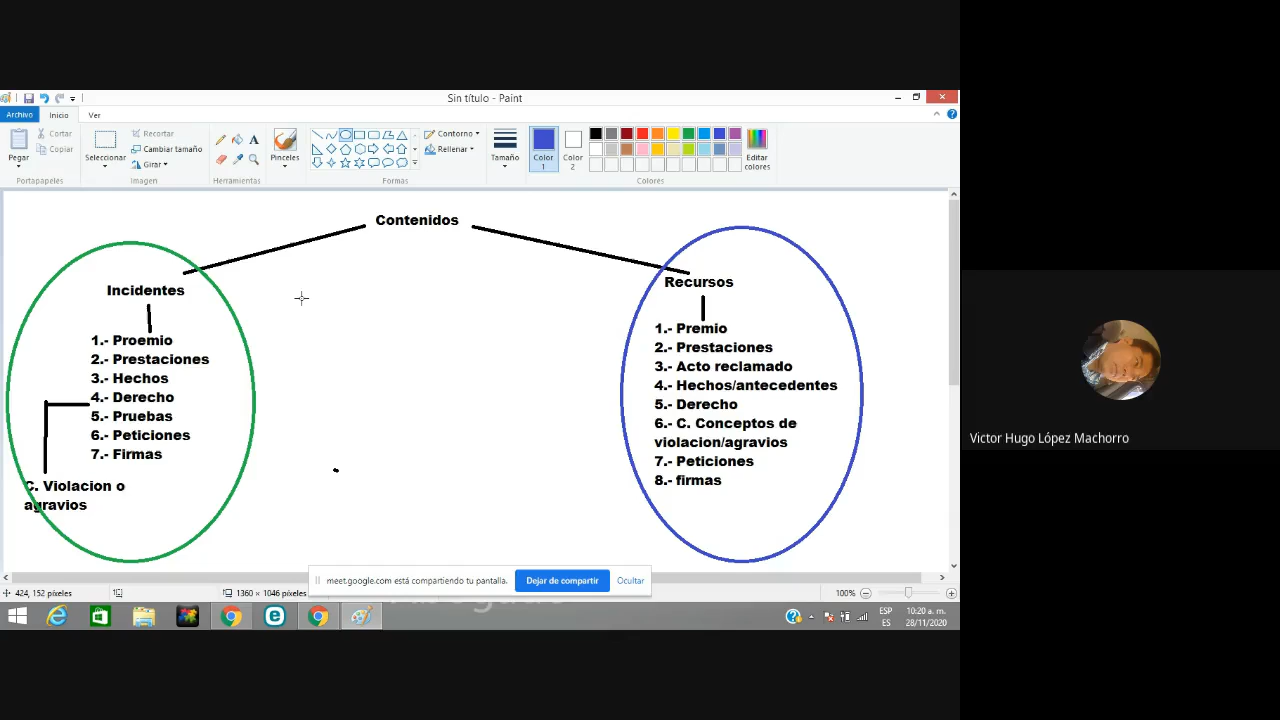 Sin título - Paint
Archivo
Inicio
Ver
Pegar
Cortar
Copiar
Portapapeles
Seleccionar
Recortar
Cambiar tamaño
Girar
Imagen
A
Herramientas
Pinceles
Contorno
Rellenar
Formas
Tamaño
Color
1
Color
2
Editar
colores
Colores
Contenidos
Incidentes
1.- Proemio
2.- Prestaciones
3.- Hechos
4.- Derecho
5.- Pruebas
6.- Peticiones
7.- Firmas
C. Violacion o
agravios
Recursos
1.- Premio
2.- Prestaciones
3.- Acto reclamado
4.- Hechos/antecedentes
5.- Derecho
6.- C. Conceptos de
violacion/agravios
7.- Peticiones
8.- firmas
Victor Hugo López Machorro
meet.google.com está compartiendo tu pantalla.
Dejar de compartir
Ocultar
424, 152 píxeles
1360 × 1046 píxeles
100%
ESP
ES
10:20 a. m.
28/11/2020